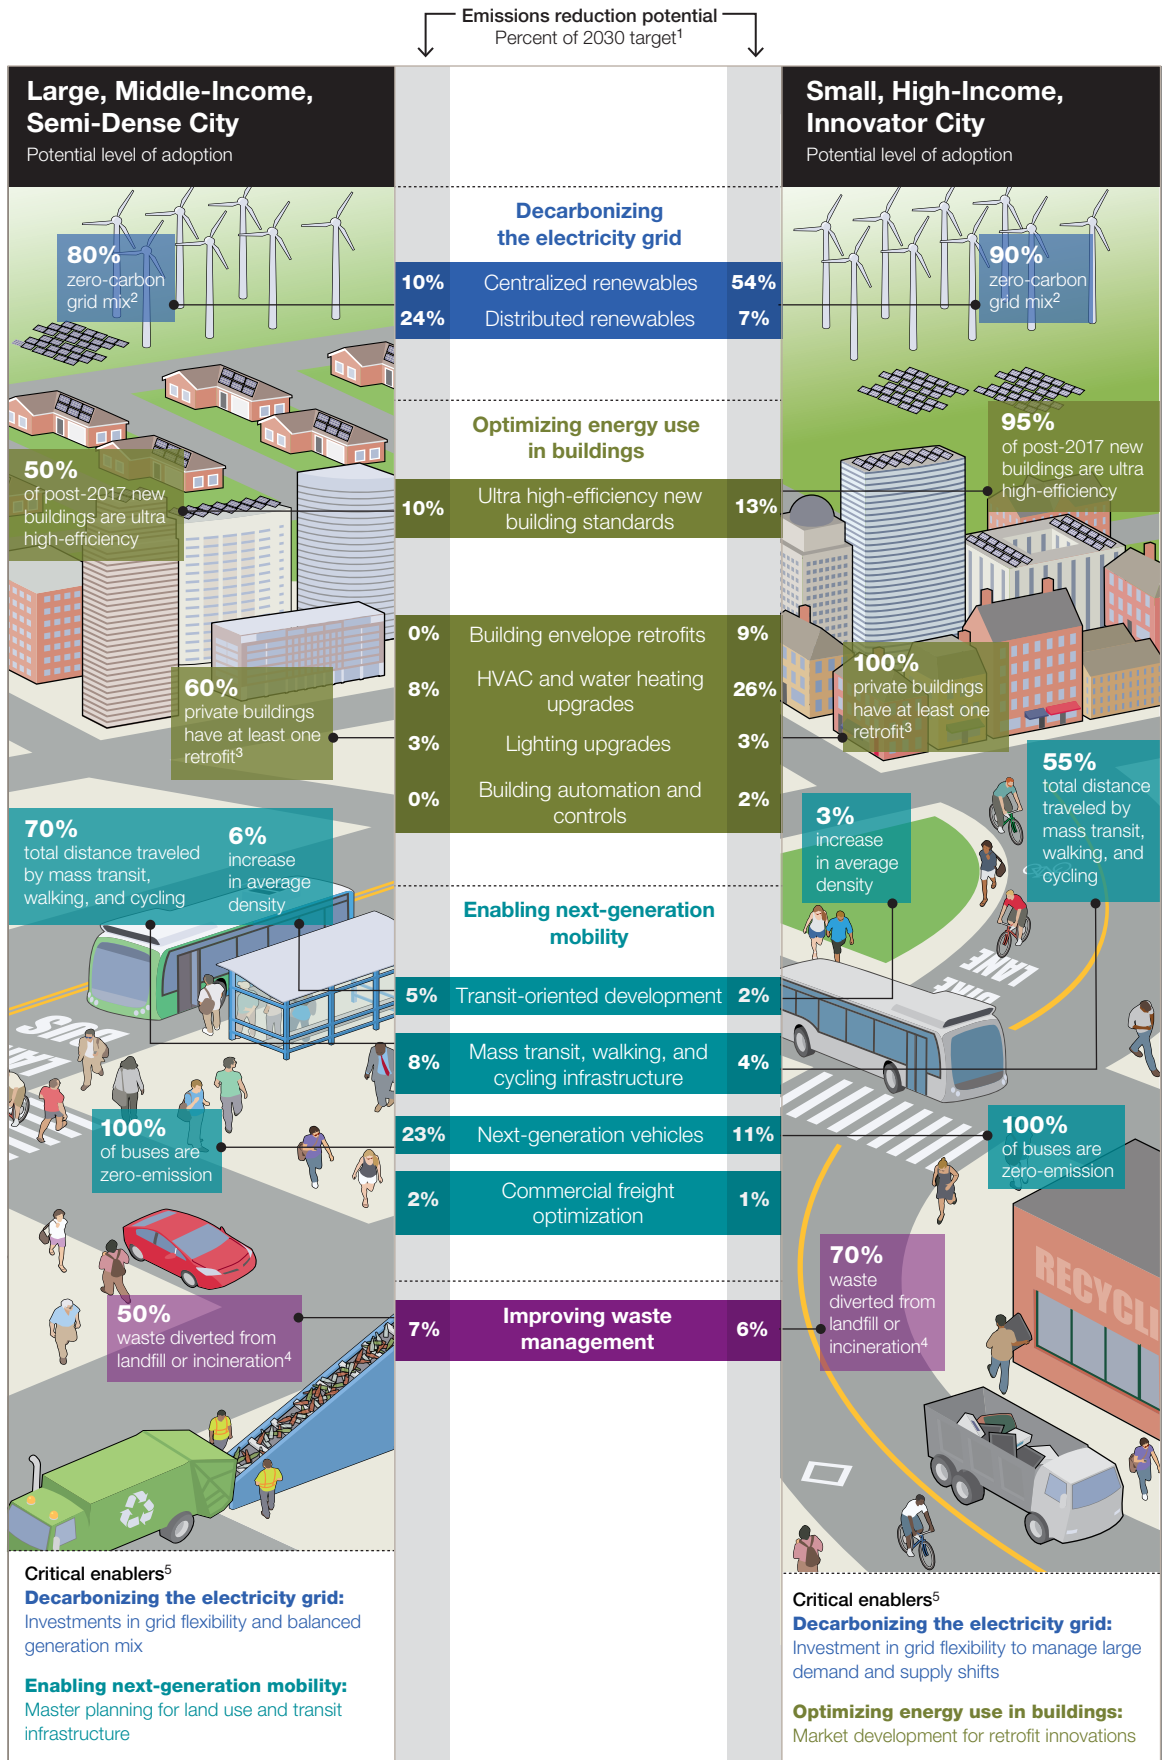 Emissions reduction potential
Percent of 2030 target1
Large, Middle-Income,
Semi-Dense City
Potential level of adoption
Small, High-Income,
Innovator City
Potential level of adoption
Decarbonizing
the electricity grid
80%
zero-carbon
grid mix2
10% Centralized renewables 54%
24% Distributed renewables 7%
90%
zero-carbon
grid mix2
Optimizing energy use
in buildings
50%
of post-2017 new
buildings are ultra
high-efficiency
10% Ultra high-efficiency new
building standards 13%
95%
of post-2017 new
buildings are ultra
high-efficiency
0% Building envelope retrofits 9%
8% HVAC and water heating
upgrades 26%
3% Lighting upgrades 3%
0% Building automation and
controls 2%
60%
private buildings
have at least one
retrofit3
100%
private buildings
have at least one
retrofit3
70%
total distance traveled
by mass transit,
walking, and cycling
6%
increase
in average
density
3%
increase
in average
density
55%
total distance
traveled by
mass transit,
walking, and
cycling
Enabling next-generation
mobility
5% Transit-oriented development 2%
8% Mass transit, walking, and
cycling infrastructure 4%
23% Next-generation vehicles 11%
2% Commercial freight
optimization 1%
BUS
LANE
BIKE
100%
of buses are
zero-emission
100%
of buses are
zero-emission
50%
waste diverted from
landfill or incineration4
7% Improving waste
management 6%
70%
waste
diverted from
landfill or
incineration4
RECYCLI
Critical enablers5
Decarbonizing the electricity grid:
Investments in grid flexibility and balanced
generation mix
Enabling next-generation mobility:
Master planning for land use and transit
infrastructure
Critical enablers5
Decarbonizing the electricity grid:
Investment in grid flexibility to manage large
demand and supply shifts
Optimizing energy use in buildings:
Market development for retrofit innovations